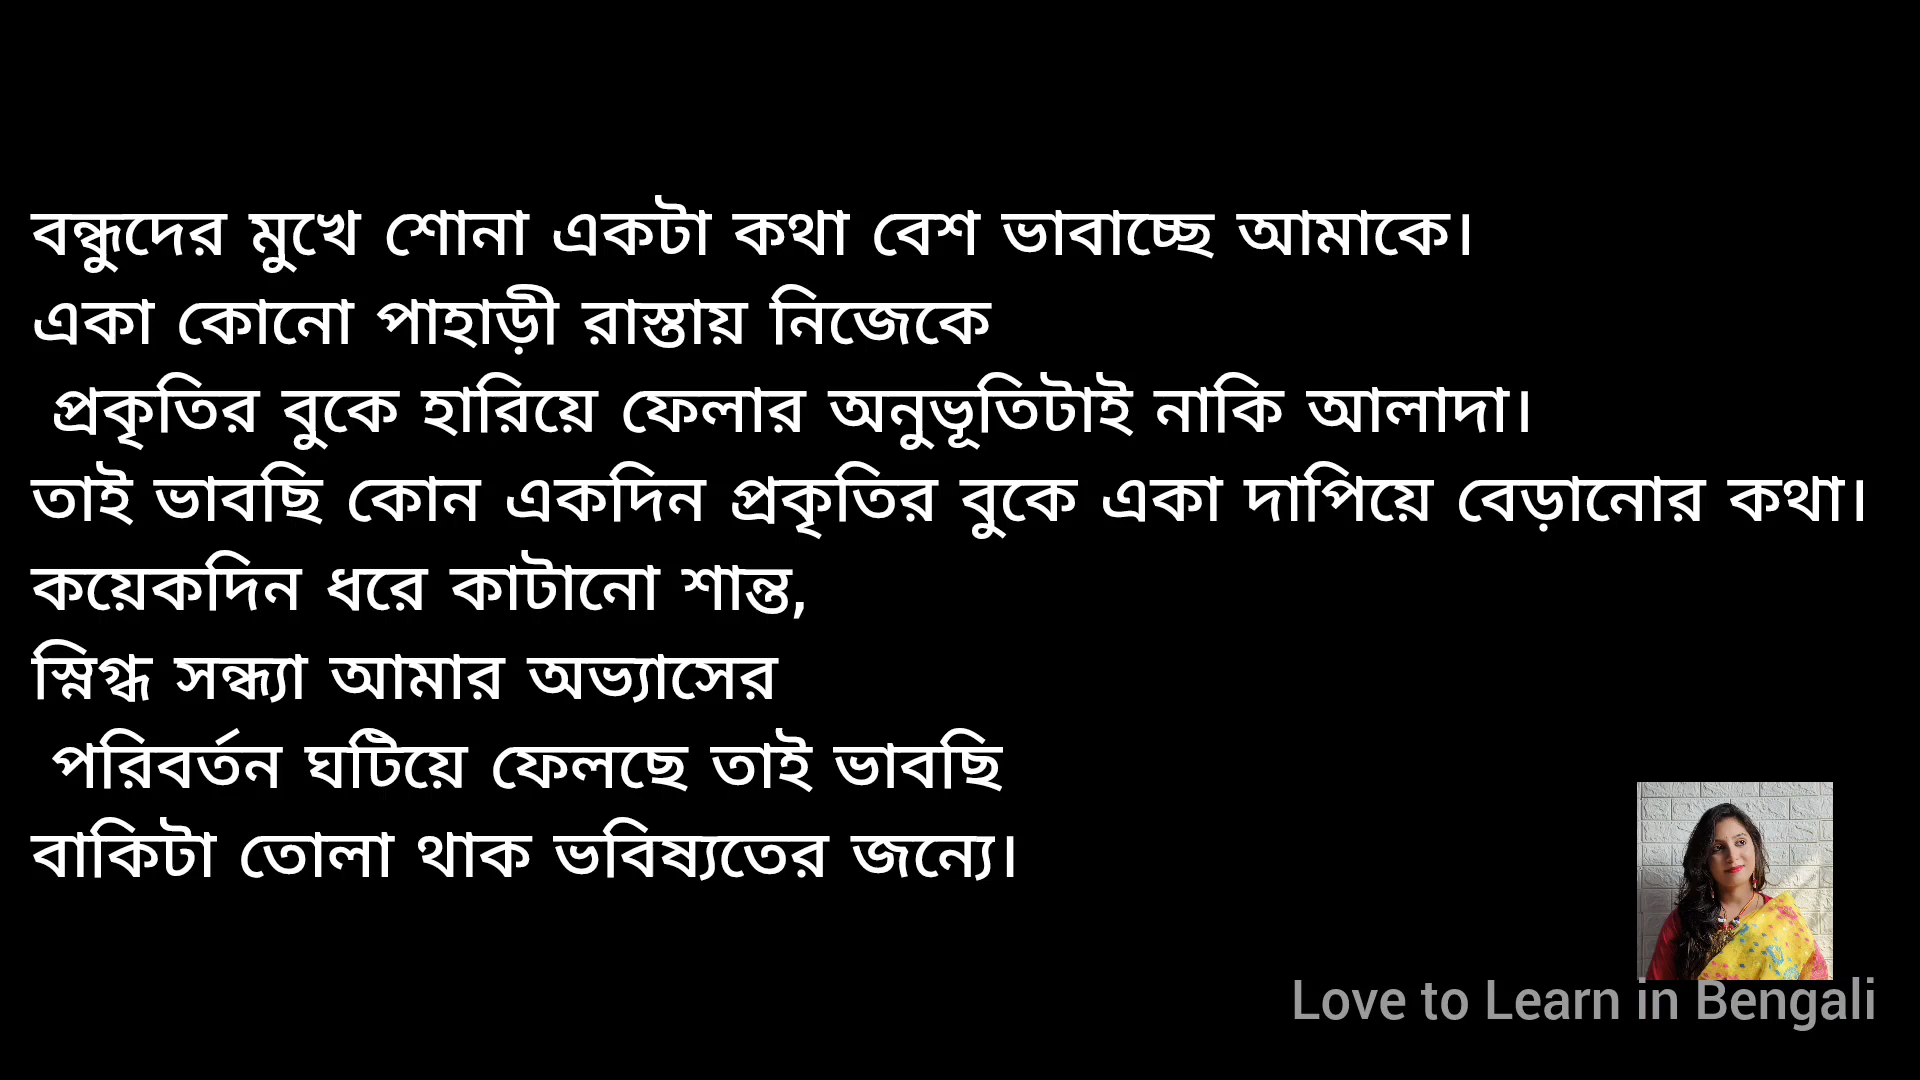 বন্ধুদের মুখে শোনা একটা কথা বেশ ভাবাচ্ছে আমাকে।
একা কোনো পাহাড়ী রাস্তায় নিজেকে
প্রকৃতির বুকে হারিয়ে ফেলার অনুভূতিটাই নাকি আলাদা।
তাই ভাবছি কোন একদিন প্রকৃতির বুকে একা দাপিয়ে বেড়ানোর কথা।
কয়েকদিন ধরে কাটানো শান্ত,
স্নিগ্ধ সন্ধ্যা আমার অভ্যাসের
পরিবর্তন ঘটিয়ে ফেলছে তাই ভাবছি
বাকিটা তোলা থাক ভবিষ্যতের জন্যে।
Love to Learn in Bengali